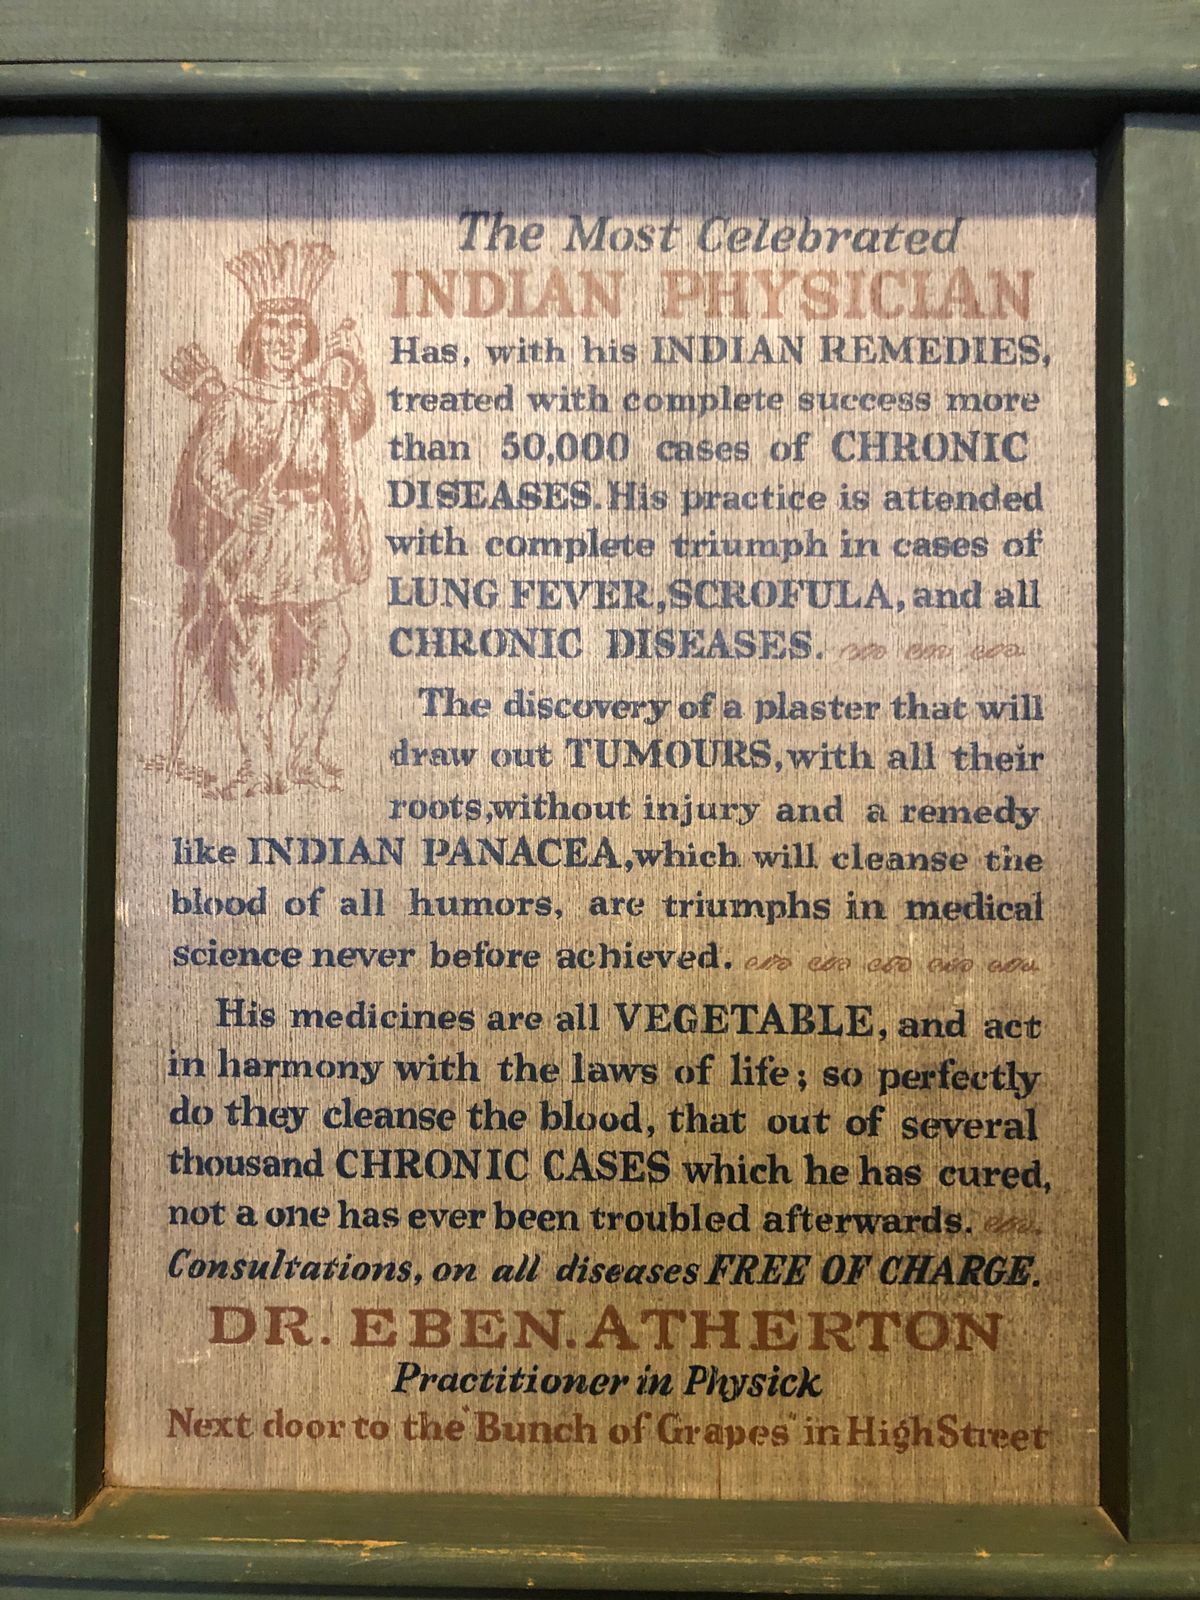 The Most Celebrated
INDIAN PHYSICIAN
Has, with his INDIAN REMEDIES,
treated with complete success more
than 50,000 cases of CHRONIC
DISEASES. His practice is attended
with complete triumph in cases of
LUNG FEVER, SCROFULA, and all
CHRONIC DISEASES.
The discovery of a plaster that will
draw out TUMOURS, with all their
roots, without injury and a remedy
like INDIAN PANACEA, which will cleanse the
blood of all humors, are triumphs in medical
science never before achieved.
His medicines are all VEGETABLE, and act
in harmony with the laws of life; so perfectly
do they cleanse the blood, that out of several
thousand CHRONIC CASES which he has cured,
not a one has ever been troubled afterwards.
Consultations, on all diseases FREE OF CHARGE.
DR. EBEN. ATHERTON
Practitioner in Physick
Next door to the "Bunch of Grapes" in High Street